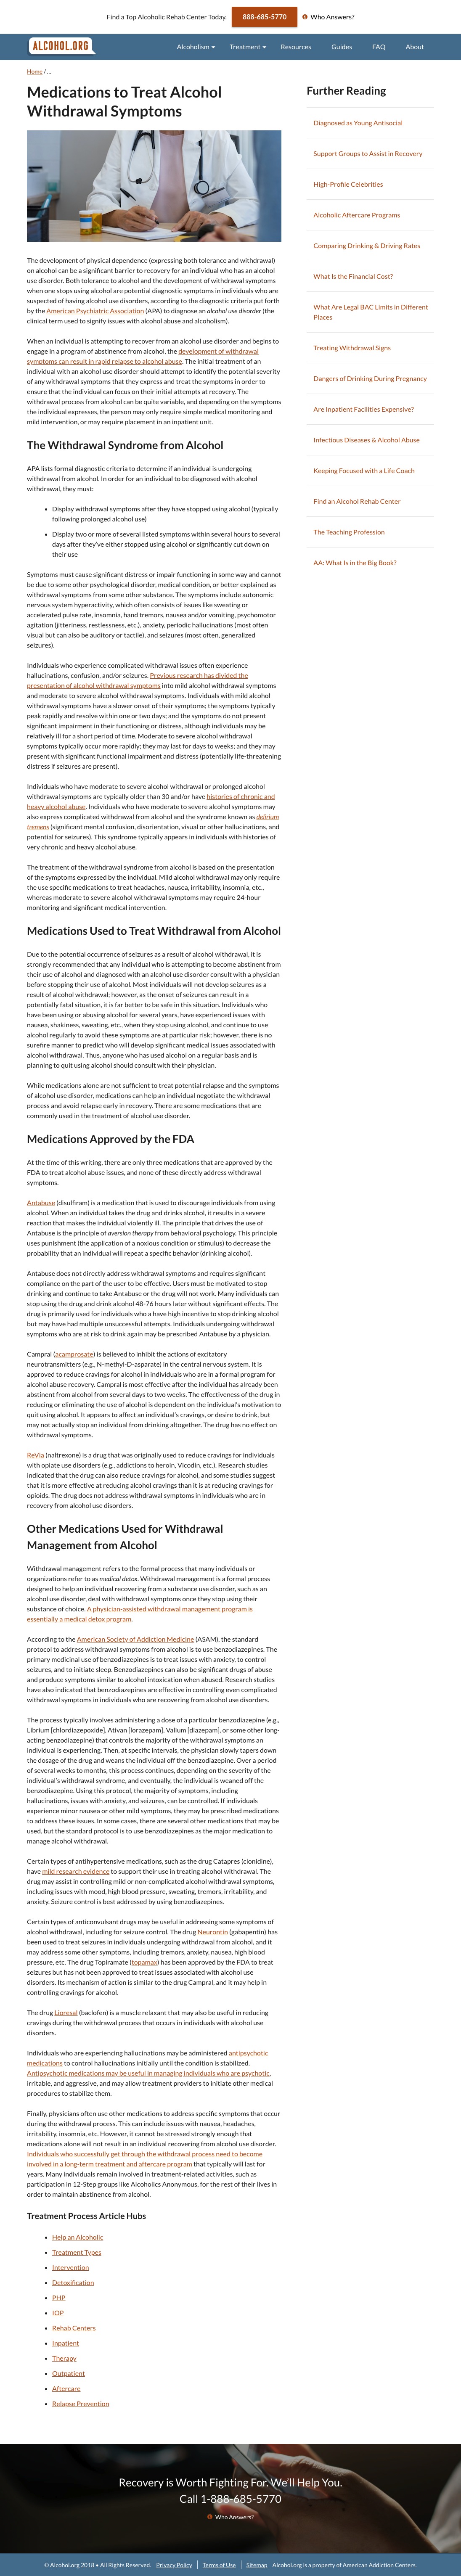 Find a Top Alcoholic Rehab Center Today. 888-685-5770 Who Answers?
ALCOHOL.ORG Alcoholism Treatment Resources Guides FAQ About
Home / ...
Medications to Treat Alcohol
Withdrawal Symptoms
The development of physical dependence (expressing both tolerance and withdrawal)
on alcohol can be a significant barrier to recovery for an individual who has an alcohol
use disorder. Both tolerance to alcohol and the development of withdrawal symptoms
when one stops using alcohol are potential diagnostic signs that an individual who is
suspected to have an alcohol use disorder according to the diagnostic criteria put forth
by the American Psychiatric Association (APA) to diagnose an alcohol use disorder (the
clinical term used to signify issues with alcohol abuse and alcoholism).
When an individual is attempting to recover from an alcohol use disorder and begins to
engage in a program of abstinence from alcohol, the development of withdrawal
symptoms can result in rapid relapse to alcohol abuse. The initial treatment of an
individual with an alcohol use disorder should attempt to identify the potential severity
of any withdrawal symptoms that they may experience and treat the symptoms in order
to ensure that the individual can focus on their initial pathways to recovery. The
withdrawal process from alcohol can be quite variable, and depending on the symptoms
the individual expresses, the person may only require simple medical monitoring and
mild intervention, or may require placement in an inpatient unit.
The Withdrawal Syndrome from Alcohol
APA lists formal diagnostic criteria to determine if an individual is undergoing
withdrawal from alcohol. In order for an individual to be diagnosed with alcohol
withdrawal, they must:
Display withdrawal symptoms after they have stopped using alcohol (typically
following prolonged alcohol use)
Display two or more of several listed symptoms within several hours to several
days after they've either stopped using alcohol or significantly cut down on
their use
Symptoms must cause significant distress or impair functioning in some way and cannot
be due to some other psychological disorder, medical condition, or better explained as
withdrawal symptoms from some other substance. The symptoms include autonomic
nervous system hyperactivity, which often consists of issues like sweating or
accelerated pulse rate, insomnia, hand tremors, nausea and/or vomiting, psychomotor
agitation (jitteriness, restlessness, etc.), anxiety, periodic hallucinations (most often
visual but can also be auditory or tactile), and seizures (most often, generalized
seizures).
Individuals who experience complicated withdrawal issues often experience
hallucinations, confusion, and/or seizures. Previous research has divided the
presentation of alcohol withdrawal symptoms into mild alcohol withdrawal symptoms
and moderate to severe alcohol withdrawal symptoms. Individuals with mild alcohol
withdrawal symptoms have a slower onset of their symptoms; the symptoms typically
peak rapidly and resolve within one or two days; and the symptoms do not present
significant impairment in functioning or distress, although individuals may be relatively
ill for a short period of time. Moderate to severe alcohol withdrawal
symptoms typically occur more rapidly; they may last for days to weeks; and they may
present with significant functional impairment and distress (potentially life-threatening
distress if seizures are present).
Individuals who have moderate to severe alcohol withdrawal or prolonged alcohol
withdrawal symptoms are typically older than 30 and/or have histories of chronic and
heavy alcohol abuse. Individuals who have moderate to severe alcohol symptoms may
also express complicated withdrawal from alcohol and the syndrome known as delirium
tremens (significant mental confusion, disorientation, visual or other hallucinations, and
potential for seizures). This syndrome typically appears in individuals with histories of
very chronic and heavy alcohol abuse.
The treatment of the withdrawal syndrome from alcohol is based on the presentation
of the symptoms expressed by the individual. Mild alcohol withdrawal may only require
the use specific medications to treat headaches, nausea, irritability, insomnia, etc.,
whereas moderate to severe alcohol withdrawal symptoms may require 24-hour
monitoring and significant medical intervention.
Medications Used to Treat Withdrawal from Alcohol
Due to the potential occurrence of seizures as a result of alcohol withdrawal, it is
strongly recommended that any individual who is attempting to become abstinent from
their use of alcohol and diagnosed with an alcohol use disorder consult with a physician
before stopping their use of alcohol. Most individuals will not develop seizures as a
result of alcohol withdrawal; however, as the onset of seizures can result in a
potentially fatal situation, it is far better to be safe in this situation. Individuals who
have been using or abusing alcohol for several years, have experienced issues with
nausea, shakiness, sweating, etc., when they stop using alcohol, and continue to use
alcohol regularly to avoid these symptoms are at particular risk; however, there is no
surefire manner to predict who will develop significant medical issues associated with
alcohol withdrawal. Thus, anyone who has used alcohol on a regular basis and is
planning to quit using alcohol should consult with their physician.
While medications alone are not sufficient to treat potential relapse and the symptoms
of alcohol use disorder, medications can help an individual negotiate the withdrawal
process and avoid relapse early in recovery. There are some medications that are
commonly used in the treatment of alcohol use disorder.
Medications Approved by the FDA
At the time of this writing, there are only three medications that are approved by the
FDA to treat alcohol abuse issues, and none of these directly address withdrawal
symptoms.
Antabuse (disulfiram) is a medication that is used to discourage individuals from using
alcohol. When an individual takes the drug and drinks alcohol, it results in a severe
reaction that makes the individual violently ill. The principle that drives the use of
Antabuse is the principle of aversion therapy from behavioral psychology. This principle
uses punishment (the application of a noxious condition or stimulus) to decrease the
probability that an individual will repeat a specific behavior (drinking alcohol).
Antabuse does not directly address withdrawal symptoms and requires significant
compliance on the part of the user to be effective. Users must be motivated to stop
drinking and continue to take Antabuse or the drug will not work. Many individuals can
stop using the drug and drink alcohol 48-76 hours later without significant effects. The
drug is primarily used for individuals who a have high incentive to stop drinking alcohol
but may have had multiple unsuccessful attempts. Individuals undergoing withdrawal
symptoms who are at risk to drink again may be prescribed Antabuse by a physician.
Campral (acamprosate) is believed to inhibit the actions of excitatory
neurotransmitters (e.g., N-methyl-D-asparate) in the central nervous system. It is
approved to reduce cravings for alcohol in individuals who are in a formal program for
alcohol abuse recovery. Campral is most effective after the individual has already been
abstinent from alcohol for several days to two weeks. The effectiveness of the drug in
reducing or eliminating the use of alcohol is dependent on the individual's motivation to
quit using alcohol. It appears to affect an individual's cravings, or desire to drink, but
may not actually stop an individual from drinking altogether. The drug has no effect on
withdrawal symptoms.
ReVia (naltrexone) is a drug that was originally used to reduce cravings for individuals
with opiate use disorders (e.g., addictions to heroin, Vicodin, etc.). Research studies
indicated that the drug can also reduce cravings for alcohol, and some studies suggest
that it is more effective at reducing alcohol cravings than it is at reducing cravings for
opioids. The drug does not address withdrawal symptoms in individuals who are in
recovery from alcohol use disorders.
Other Medications Used for Withdrawal
Management from Alcohol
Withdrawal management refers to the formal process that many individuals or
organizations refer to as medical detox. Withdrawal management is a formal process
designed to help an individual recovering from a substance use disorder, such as an
alcohol use disorder, deal with withdrawal symptoms once they stop using their
substance of choice. A physician-assisted withdrawal management program is
essentially a medical detox program.
According to the American Society of Addiction Medicine (ASAM), the standard
protocol to address withdrawal symptoms from alcohol is to use benzodiazepines. The
primary medicinal use of benzodiazepines is to treat issues with anxiety, to control
seizures, and to initiate sleep. Benzodiazepines can also be significant drugs of abuse
and produce symptoms similar to alcohol intoxication when abused. Research studies
have indicated that benzodiazepines are effective in controlling even complicated
withdrawal symptoms in individuals who are recovering from alcohol use disorders.
The process typically involves administering a dose of a particular benzodiazepine (e.g.,
Librium [chlordiazepoxide], Ativan [lorazepam], Valium [diazepam], or some other long-
acting benzodiazepine) that controls the majority of the withdrawal symptoms an
individual is experiencing. Then, at specific intervals, the physician slowly tapers down
the dosage of the drug and weans the individual off the benzodiazepine. Over a period
of several weeks to months, this process continues, depending on the severity of the
individual's withdrawal syndrome, and eventually, the individual is weaned off the
benzodiazepine. Using this protocol, the majority of symptoms, including
hallucinations, issues with anxiety, and seizures, can be controlled. If individuals
experience minor nausea or other mild symptoms, they may be prescribed medications
to address these issues. In some cases, there are several other medications that may be
used, but the standard protocol is to use benzodiazepines as the major medication to
manage alcohol withdrawal.
Certain types of antihypertensive medications, such as the drug Catapres (clonidine),
have mild research evidence to support their use in treating alcohol withdrawal. The
drug may assist in controlling mild or non-complicated alcohol withdrawal symptoms,
including issues with mood, high blood pressure, sweating, tremors, irritability, and
anxiety. Seizure control is best addressed by using benzodiazepines.
Certain types of anticonvulsant drugs may be useful in addressing some symptoms of
alcohol withdrawal, including for seizure control. The drug Neurontin (gabapentin) has
been used to treat seizures in individuals undergoing withdrawal from alcohol and may
also address some other symptoms, including tremors, anxiety, nausea, high blood
pressure, etc. The drug Topiramate (topamax) has been approved by the FDA to treat
seizures but has not been approved to treat issues associated with alcohol use
disorders. Its mechanism of action is similar to the drug Campral, and it may help in
controlling cravings for alcohol.
The drug Lioresal (baclofen) is a muscle relaxant that may also be useful in reducing
cravings during the withdrawal process from alcohol that occurs in individuals with
alcohol use disorders.
Individuals who are experiencing hallucinations may be administered antipsychotic
medications to control hallucinations initially until the condition is stabilized.
Antipsychotic medications may be useful in managing individuals who are psychotic,
irritable, and aggressive, and may allow treatment providers to initiate other medical
procedures to stabilize them.
Finally, physicians often use other medications to address specific symptoms that occur
during the withdrawal process. This can include issues with nausea, headaches,
irritability, insomnia, etc. However, it cannot be stressed strongly enough that
medications alone will not result in an individual recovering from alcohol use disorder.
Individuals who successfully get through the withdrawal process need to become
involved in a long-term treatment and aftercare program that typically will last for
years. Many individuals remain involved in treatment-related activities, such as
participation in 12-Step groups like Alcoholics Anonymous, for the rest of their lives in
order to maintain abstinence from alcohol.
Treatment Process Article Hubs
Help an Alcoholic
Treatment Types
Intervention
Detoxification
PHP
IOP
Rehab Centers
Inpatient
Therapy
Outpatient
Aftercare
Relapse Prevention
Further Reading
Diagnosed as Young Antisocial
Support Groups to Assist in Recovery
High-Profile Celebrities
Alcoholic Aftercare Programs
Comparing Drinking & Driving Rates
What Is the Financial Cost?
What Are Legal BAC Limits in Different
Places
Treating Withdrawal Signs
Dangers of Drinking During Pregnancy
Are Inpatient Facilities Expensive?
Infectious Diseases & Alcohol Abuse
Keeping Focused with a Life Coach
Find an Alcohol Rehab Center
The Teaching Profession
AA: What Is in the Big Book?
Recovery is Worth Fighting For. We'll Help You.
Call 1-888-685-5770
Who Answers?
© Alcohol.org 2018 • All Rights Reserved. Privacy Policy Terms of Use Sitemap Alcohol.org is a property of American Addiction Centers.